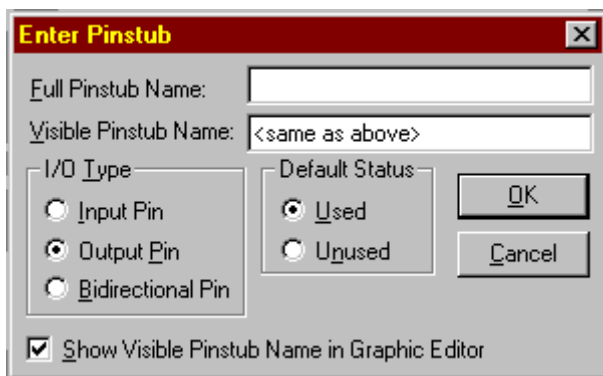 Enter Pinstub
Full Pinstub Name:
Visible Pinstub Name: <same as above>
I/O Type
Input Pin
Output Pin
Bidirectional Pin
Default Status
Used
Unused
OK
Cancel
Show Visible Pinstub Name in Graphic Editor